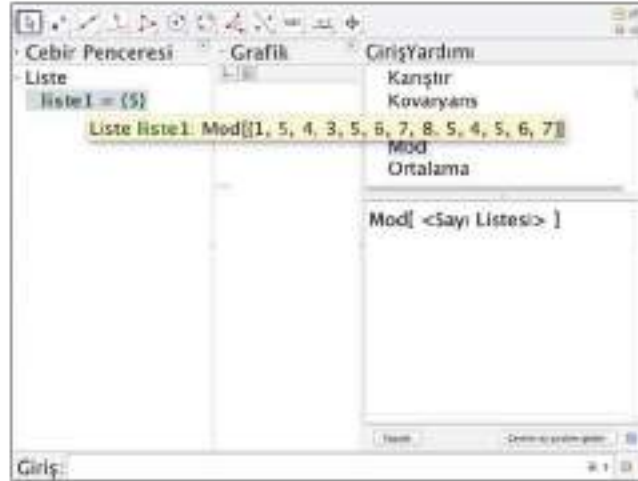 Cebir Penceresi
Grafik
GirişYardımı
Liste
liste1 = {5}
Liste liste1: Mod[{1, 5, 4, 3, 5, 6, 7, 8, 5, 4, 5, 6, 7}]
Karıştır
Kovaryans
Mod
Ortalama
Mod[ <Sayı Listesi> ]
Giriş: